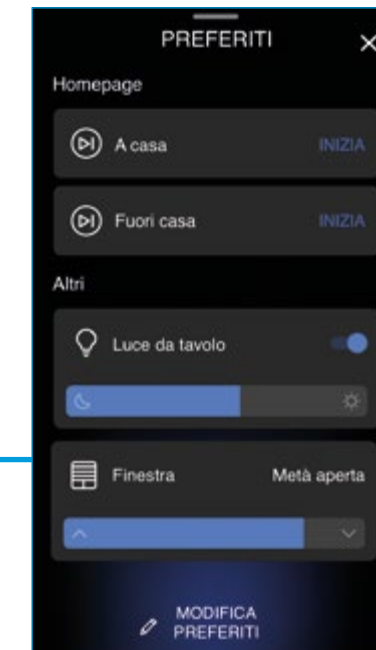 PREFERITI
Homepage
A casa INIZIA
Fuori casa INIZIA
Altri
Luce da tavolo
Finestra Metà aperta
MODIFICA
PREFERITI